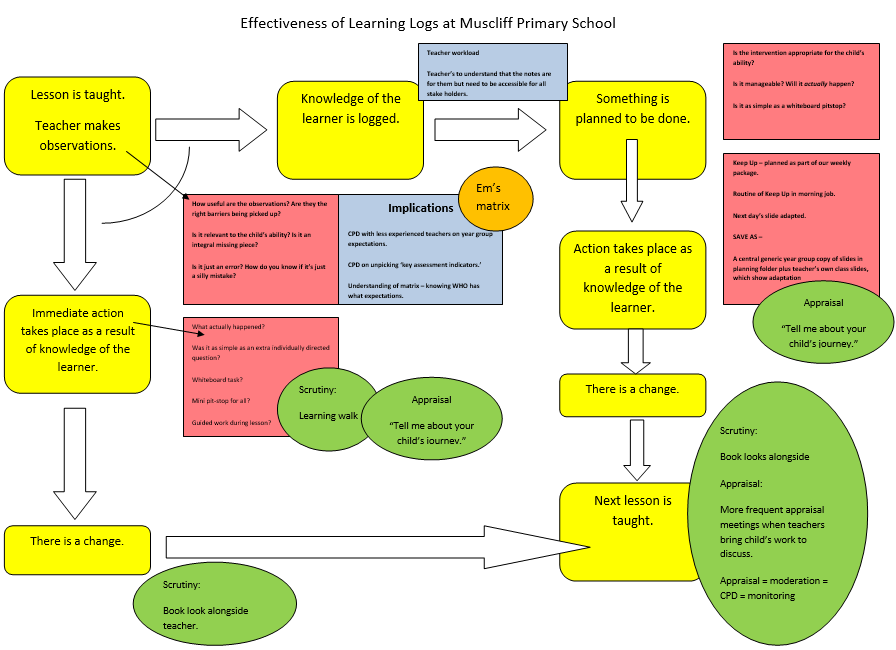 Effectiveness of Learning Logs at Muscliff Primary School
Lesson is taught.
Teacher makes
observations.
Knowledge of the
learner is logged.
Teacher workload
Teacher's to understand that the notes are
for them but need to be accessible for all
stake holders.
Something is
planned to be done.
Is the intervention appropriate for the child's
ability?
Is it manageable? Will it actually happen?
Is it as simple as a whiteboard pitstop?
Keep Up – planned as part of our weekly
package.
Routine of Keep Up in morning job.
Next day's slide adapted.
SAVE AS –
A central generic year group copy of slides in
planning folder plus teacher's own class slides,
which show adaptation
Appraisal
"Tell me about your
child's journey."
How useful are the observations? Are they the
right barriers being picked up?
Is it relevant to the child's ability? Is it an
integral missing piece?
Is it just an error? How do you know if it's just
a silly mistake?
Implications
CPD with less experienced teachers on year group
expectations.
CPD on unpicking 'key assessment indicators.'
Understanding of matrix – knowing WHO has
what expectations.
Em's
matrix
Action takes place as
a result of
knowledge of the
learner.
Immediate action
takes place as a result
of knowledge of the
learner.
What actually happened?
Was it as simple as an extra individually directed
question?
Whiteboard task?
Mini pit-stop for all?
Guided work during lesson?
Scrutiny:
Learning walk
Appraisal
"Tell me about your
child's journey."
There is a change.
Next lesson is
taught.
Scrutiny:
Book looks alongside
Appraisal:
More frequent appraisal
meetings when teachers
bring child's work to
discuss.
Appraisal = moderation =
CPD = monitoring
There is a change.
Scrutiny:
Book look alongside
teacher.